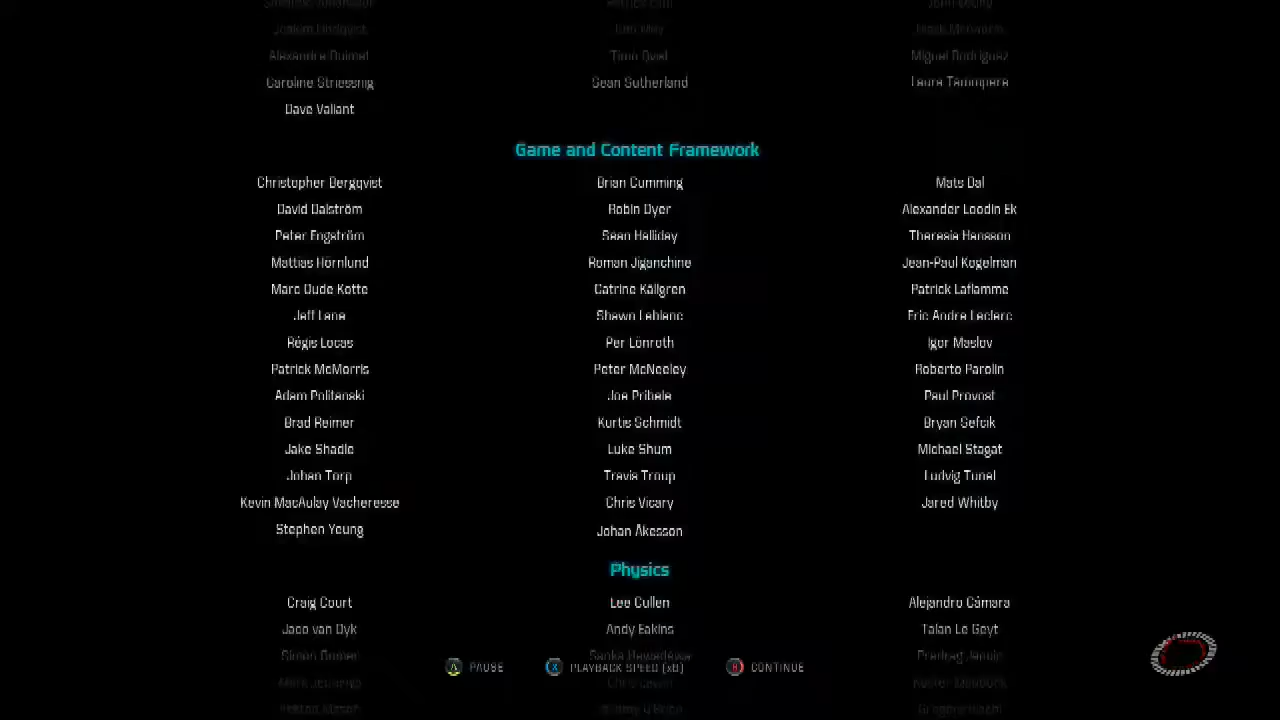 Caroline Striessnig Sean Sutherland Laura Tammpere
Dave Valiant
Game and Content Framework
Christopher Bergqvist Brian Cumming Mats Dal
David Dalström Robin Dyer Alexander Loodin Ek
Peter Engström Sean Halliday Theresia Hansson
Mattias Hörnlund Roman Jiganchine Jean-Paul Kogelman
Marc Oude Kotte Catrine Källgren Patrick Laflamme
Jeff Lane Shawn Leblanc Eric Andre Leclerc
Régis Locas Per Lönroth Igor Maslov
Patrick McMorris Peter McNeeley Roberto Parolin
Adam Politanski Joe Pribele Paul Provost
Brad Reimer Kurtis Schmidt Bryan Sefcik
Jake Shadle Luke Shum Michael Stagat
Johan Torp Travis Troup Ludvig Tunel
Kevin MacAulay Vacheresse Chris Vicary Jared Whitby
Stephen Yeung Johan Åkesson
Physics
Craig Court Lee Cullen Alejandro Cámara
Jaco van Dyk Andy Eakins Talan Le Geyt
A PAUSE X PLAYBACK SPEED (x8) B CONTINUE